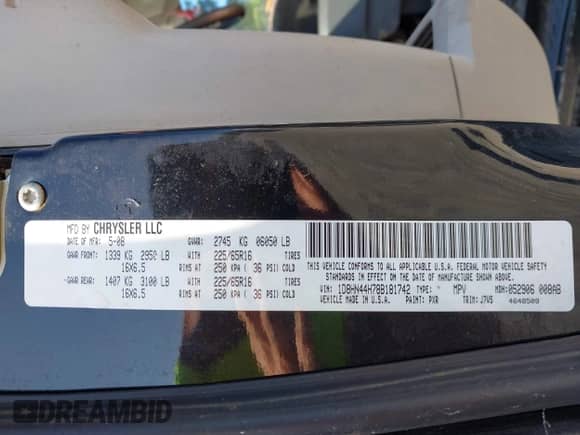 MFD BY CHRYSLER LLC
DATE OF MFR 5-08 GVWR: 2745 KG 06050 LB
GAWR FRONT: 1339 KG 2950 LB WITH 225/65R16 TIRES
16X6.5 RIMS AT 250 KPA ( 36 PSI) COLD
GAWR REAR: 1407 KG 3100 LB WITH 225/65R16 TIRES
16X6.5 RIMS AT 250 KPA ( 36 PSI) COLD
THIS VEHICLE CONFORMS TO ALL APPLICABLE U.S.A. FEDERAL MOTOR VEHICLE SAFETY
STANDARDS IN EFFECT ON THE DATE OF MANUFACTURE SHOWN ABOVE.
VIN: 1D8HN44H78B181742 TYPE: MPV MDH:052906 008AB
VEHICLE MADE IN U.S.A. PAINT: PXR TRIM: J7V5 4648509
DREAMBID